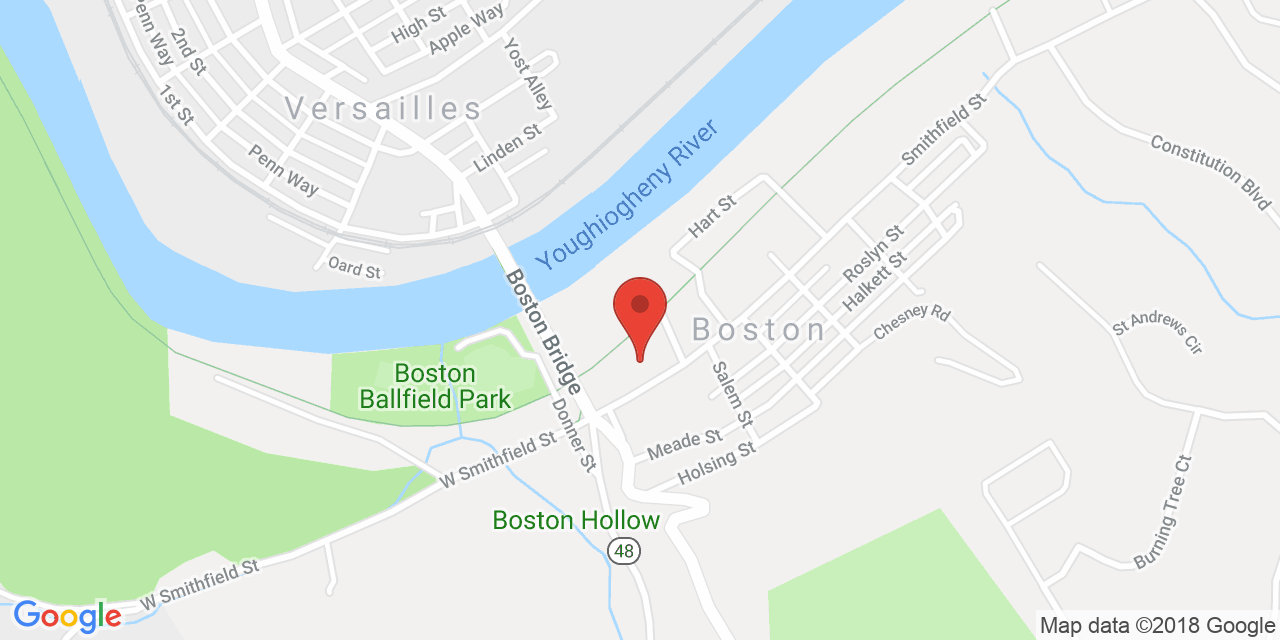 High St
Apple Way
Penn Way
2nd St
1st St
Yost Alley
Versailles
Linden St
Penn Way
Oard St
Youghiogheny River
Smithfield St
Constitution Blvd
Hart St
Roslyn St
Halkett St
Chesney Rd
St Andrews Cir
Boston Bridge
Boston
Boston
Ballfield Park
Salem St
Donner St
Meade St
W Smithfield St
Holsing St
Boston Hollow
48
Burning Tree Ct
W Smithfield St
Google
Map data ©2018 Google